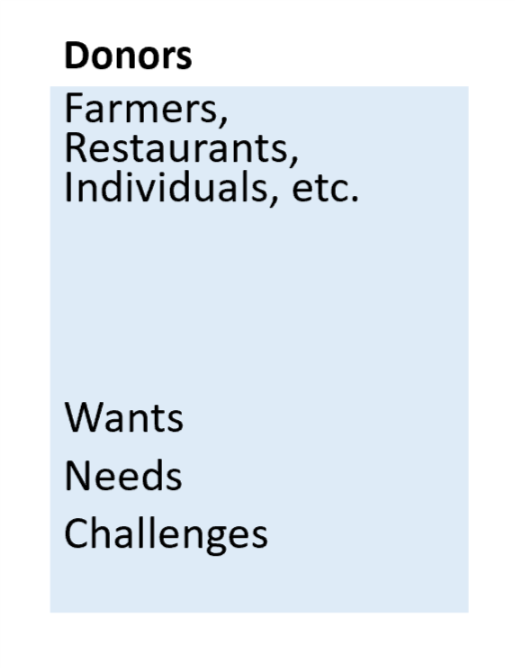 Donors
Farmers,
Restaurants,
Individuals, etc.
Wants
Needs
Challenges